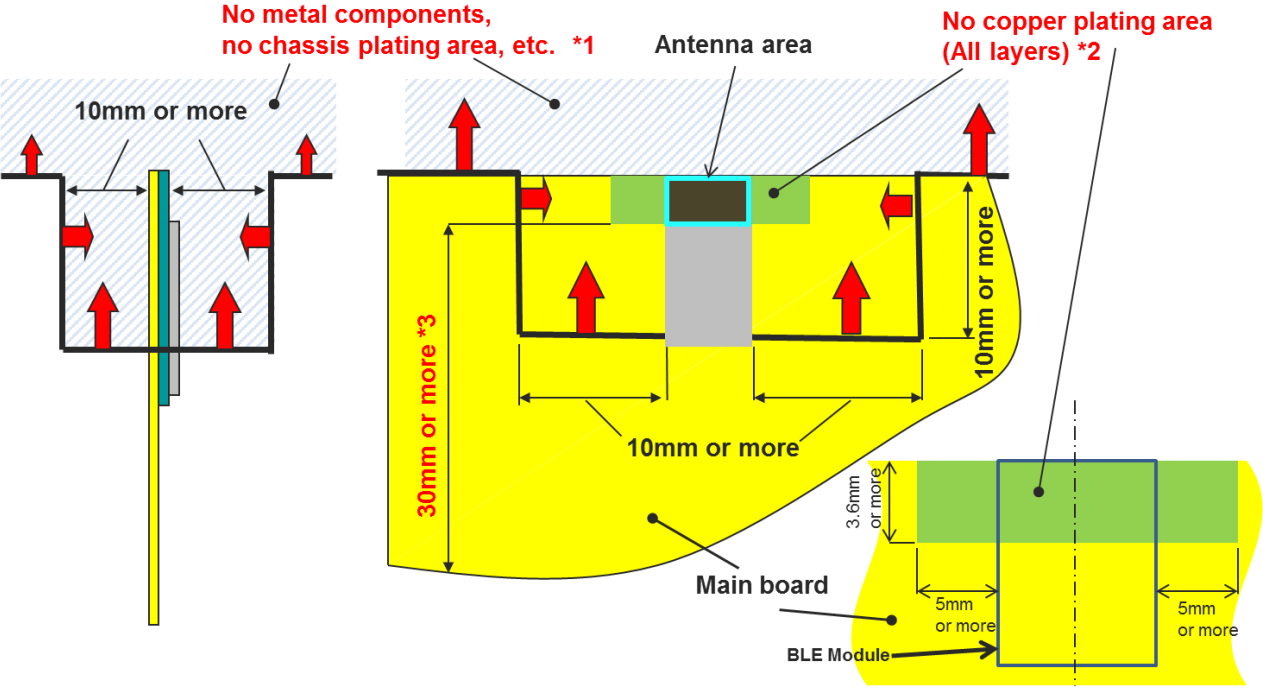 No metal components,
no chassis plating area, etc. *1
Antenna area
No copper plating area
(All layers) *2
10mm or more
10mm or more
30mm or more *3
10mm or more
Main board
3.6mm
or more
5mm
or more
5mm
or more
BLE Module